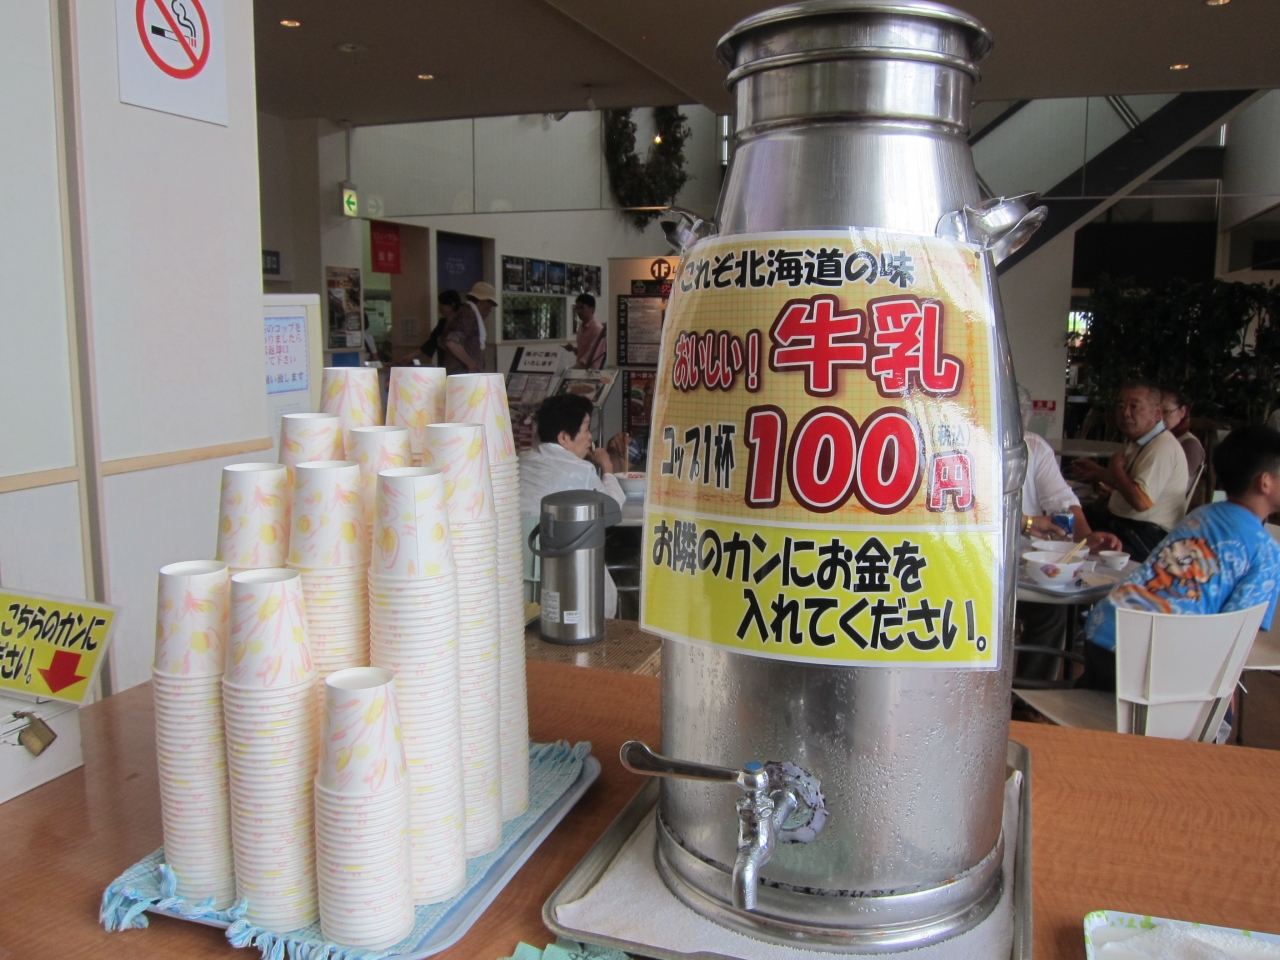 これぞ北海道の味
おいしい！牛乳
コップ1杯 100円
(税込)
お隣のカンにお金を
入れてください。
こちらのカンに
ださい!。
1F